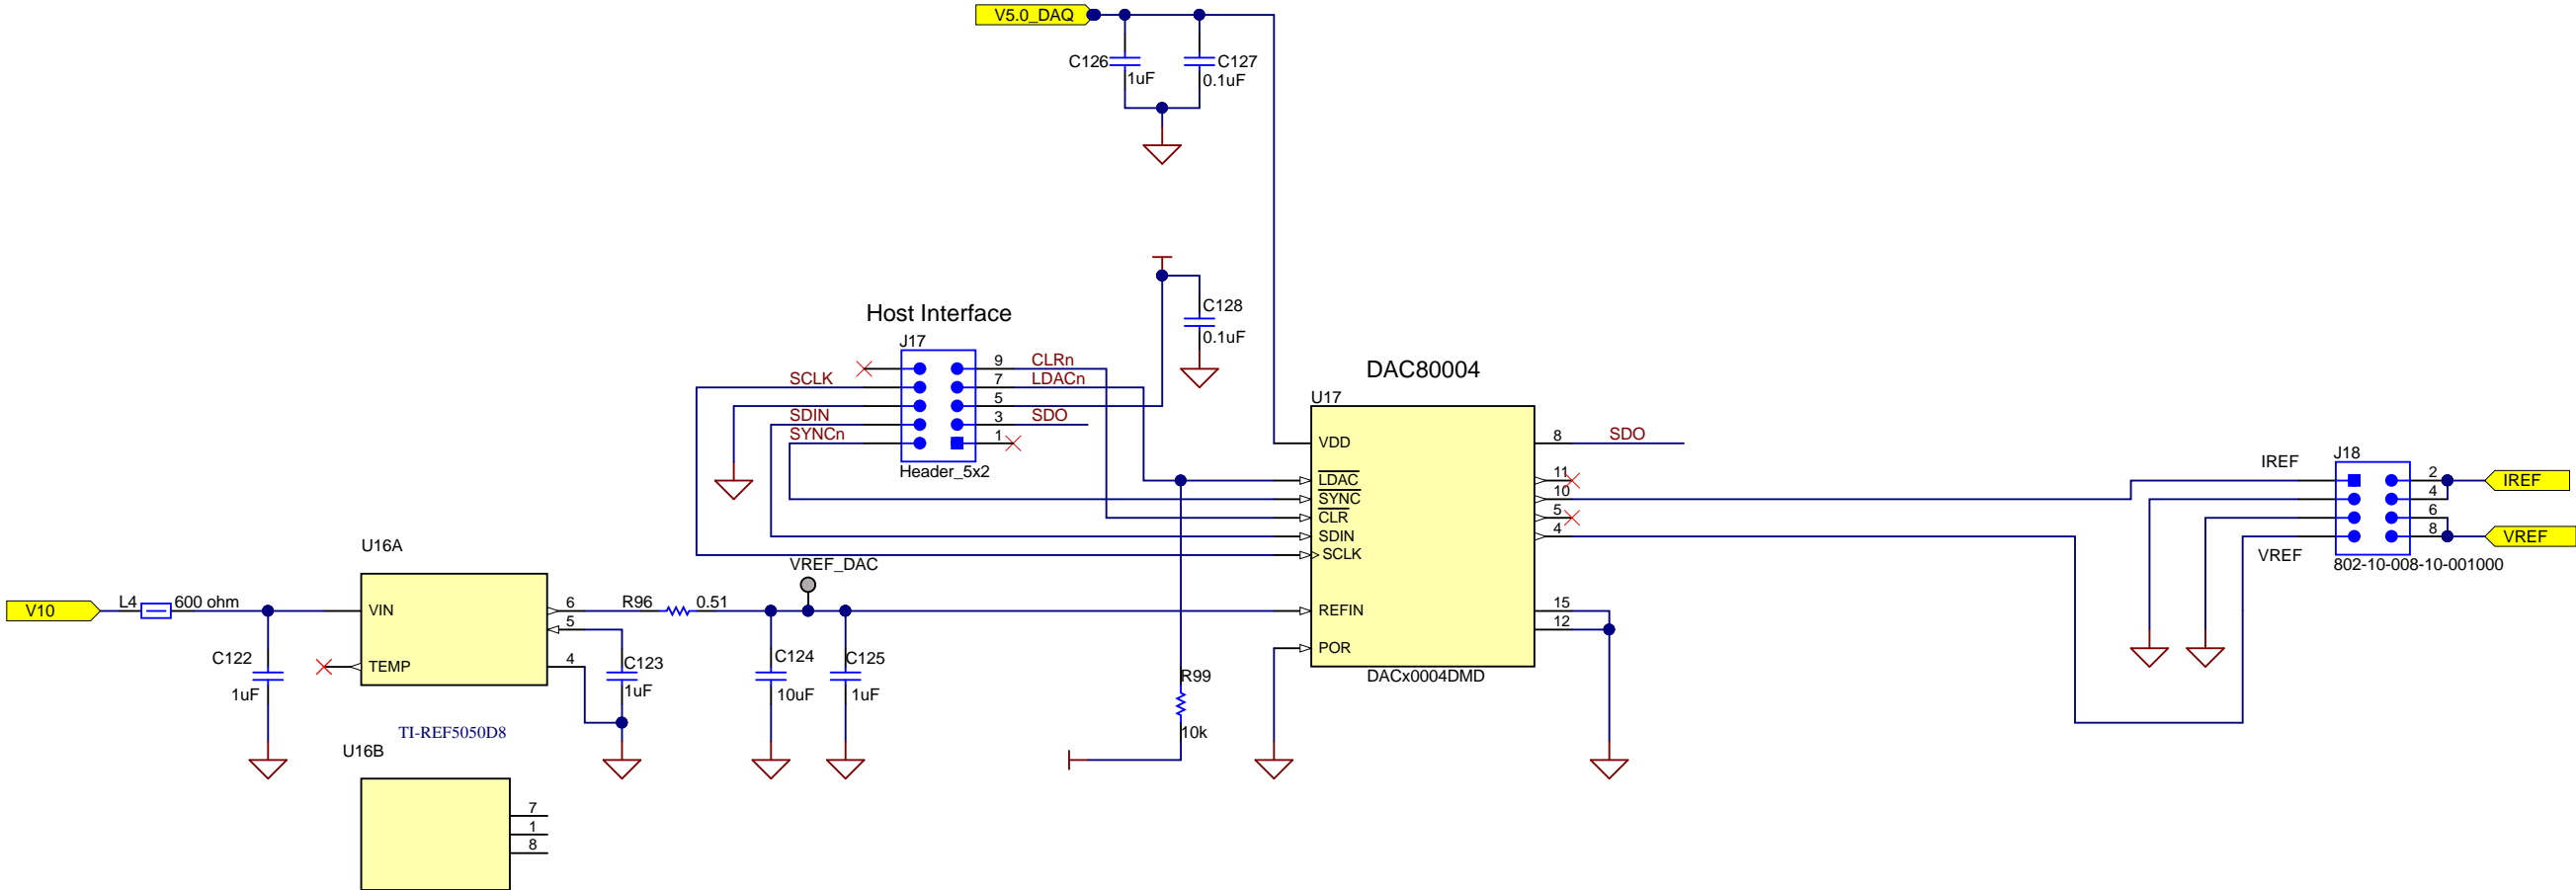 V5.0_DAQ
C126
1uF
C127
0.1uF
C128
0.1uF
Host Interface
J17
9
CLRn
SCLK
7
LDACn
5
SDIN
3
SDO
SYNCn
1
Header_5x2
DAC80004
U17
VDD
8
SDO
LDAC
11
SYNC
10
CLR
5
SDIN
4
SCLK
REFIN
15
12
POR
DACx0004DMD
J18
IREF
2
IREF
4
6
VREF
8
VREF
802-10-008-10-001000
U16A
VREF_DAC
V10
L4
600 ohm
VIN
6
R96
0.51
5
TEMP
4
C122
1uF
C123
1uF
C124
10uF
C125
1uF
R99
10k
TI-REF5050D8
U16B
7
1
8